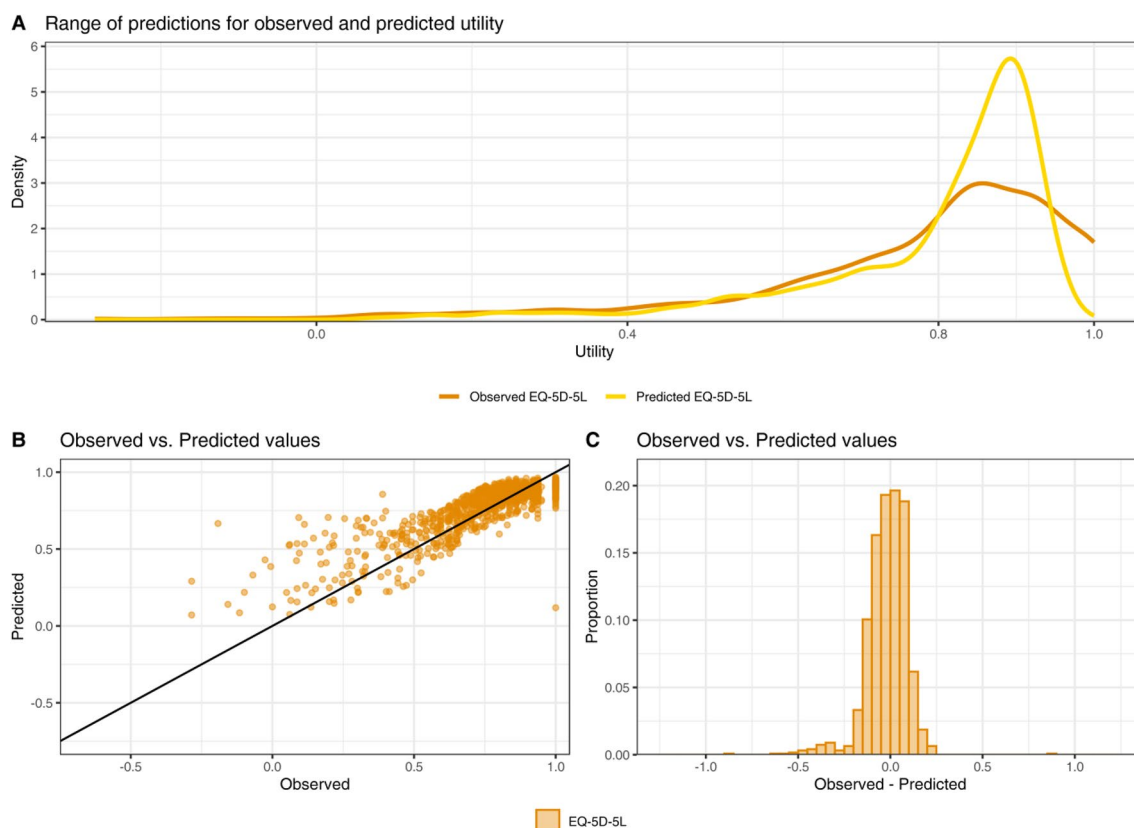 A Range of predictions for observed and predicted utility
6
5
4
3
2
1
0
Density
0.0 0.4 0.8 1.0
Utility
Observed EQ-5D-5L Predicted EQ-5D-5L
B Observed vs. Predicted values
1.0
0.5
0.0
-0.5
Predicted
-0.5 0.0 0.5 1.0
Observed
C Observed vs. Predicted values
0.20
0.15
0.10
0.05
0.00
Proportion
-1.0 -0.5 0.0 0.5 1.0
Observed - Predicted
EQ-5D-5L